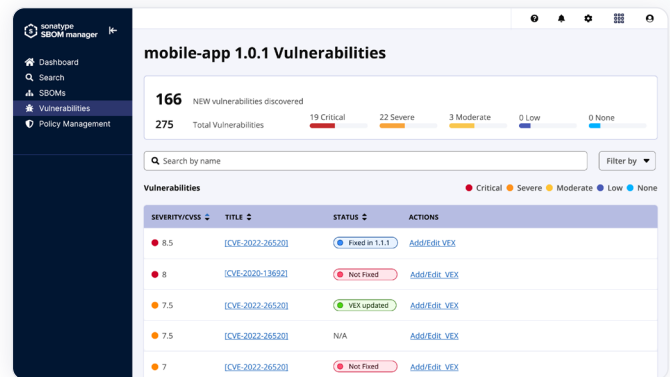 sonatype
SBOM manager
Dashboard
Search
SBOMs
Vulnerabilities
Policy Management
mobile-app 1.0.1 Vulnerabilities
166 NEW vulnerabilities discovered
275 Total Vulnerabilities 19 Critical 22 Severe 3 Moderate 0 Low 0 None
Search by name Filter by
Vulnerabilities Critical Severe Moderate Low None
SEVERITY/CVSS TITLE STATUS ACTIONS
8.5 [CVE-2022-26520] Fixed in 1.1.1 Add/Edit VEX
8 [CVE-2020-13692] Not Fixed Add/Edit VEX
7.5 [CVE-2022-26520] VEX updated Add/Edit VEX
7.5 [CVE-2022-26520] N/A Add/Edit VEX
7 [CVE-2022-26520] Not Fixed Add/Edit VEX